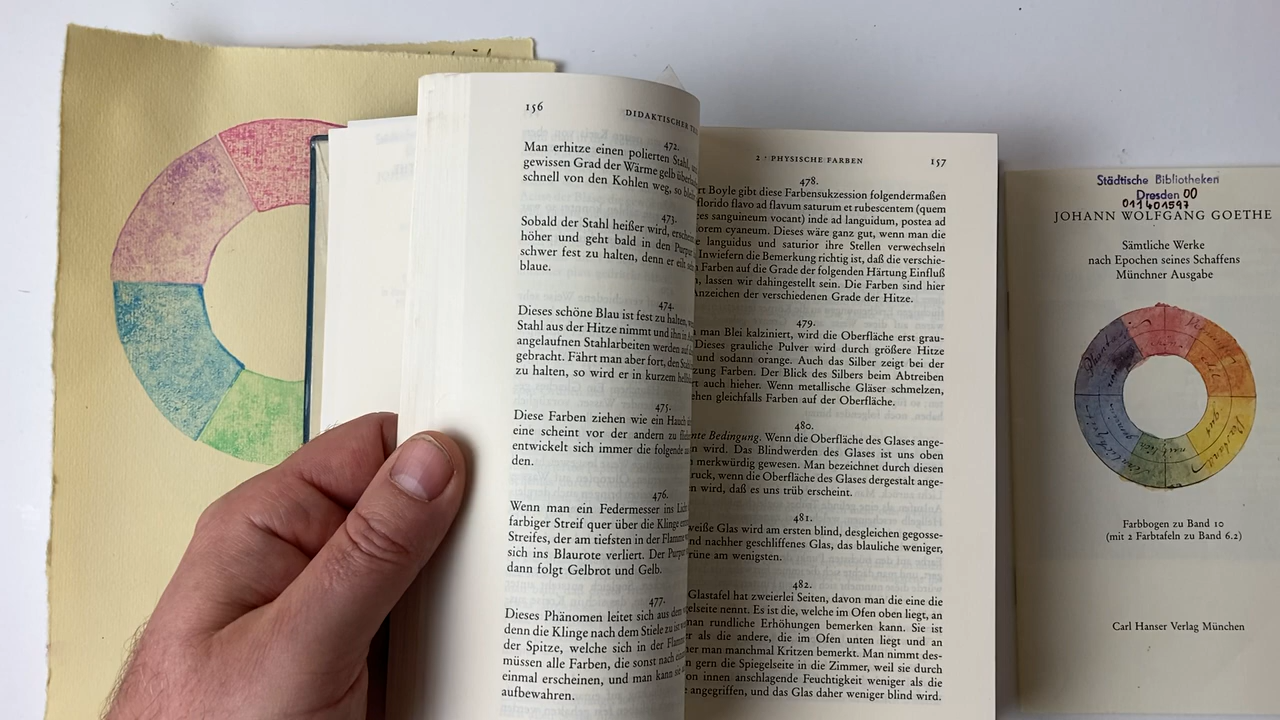 156
DIDAKTISCHER
472.
Man erhitze einen polierten Stahl,
gewissen Grad der Wärme gelb
schnell von den Kohlen weg, so
473.
Sobald der Stahl heißer wird,
höher und geht bald in den Purpur
schwer fest zu halten, denn er eilt
blaue.
474.
Dieses schöne Blau ist fest zu halten,
Stahl aus der Hitze nimmt und ihn in
angelaufnen Stahlarbeiten werden auf
gebracht. Fährt man aber fort, den
zu halten, so wird er in kurzem
475.
Diese Farben ziehen wie ein Hauch
eine scheint vor der andern zu
entwickelt sich immer die folgende
den.
476.
Wenn man ein Federmesser ins Licht
farbiger Streif quer über die Klinge
Streifes, der am tiefsten in der Flamme
sich ins Blaurote verliert. Der Purpur
dann folgt Gelbrot und Gelb.
477.
Dieses Phänomen leitet sich aus dem
denn die Klinge nach dem Stiele zu ist
der Spitze, welche sich in der
müssen alle Farben, die sonst nach
einmal erscheinen, und man kann sie
aufbewahren.
2 · PHYSISCHE FARBEN
157
478.
Boyle gibt diese Farbensukzession folgendermaßen
florido flavo ad flavum saturum et rubescentem (quem
sanguineum vocant) inde ad languidum, postea ad
cyaneum. Dieses wäre ganz gut, wenn man die
languidus und saturior ihre Stellen verwechseln
Inwiefern die Bemerkung richtig ist, daß die verschie-
Farben auf die Grade der folgenden Härtung Einfluß
lassen wir dahingestellt sein. Die Farben sind hier
Anzeichen der verschiedenen Grade der Hitze.
479.
man Blei kalziniert, wird die Oberfläche erst grau-
Dieses grauliche Pulver wird durch größere Hitze
und sodann orange. Auch das Silber zeigt bei der
Farben. Der Blick des Silbers beim Abtreiben
auch hieher. Wenn metallische Gläser schmelzen,
gleichfalls Farben auf der Oberfläche.
480.
Bedingung. Wenn die Oberfläche des Glases ange-
wird. Das Blindwerden des Glases ist uns oben
merkwürdig gewesen. Man bezeichnet durch diesen
wenn die Oberfläche des Glases dergestalt ange-
wird, daß es uns trüb erscheint.
481.
weiße Glas wird am ersten blind, desgleichen gegosse-
nachher geschliffenes Glas, das blauliche weniger,
am wenigsten.
482.
Glastafel hat zweierlei Seiten, davon man die eine die
nennt. Es ist die, welche im Ofen oben liegt, an
man rundliche Erhöhungen bemerken kann. Sie ist
als die andere, die im Ofen unten liegt und an
man manchmal Kritzen bemerkt. Man nimmt des-
gern die Spiegelseite in die Zimmer, weil sie durch
innen anschlagende Feuchtigkeit weniger als die
angegriffen, und das Glas daher weniger blind wird.
Städtische Bibliotheken
Dresden 00
011401597
JOHANN WOLFGANG GOETHE
Sämtliche Werke
nach Epochen seines Schaffens
Münchner Ausgabe
Farbbogen zu Band 10
(mit 2 Farbtafeln zu Band 6.2)
Carl Hanser Verlag München